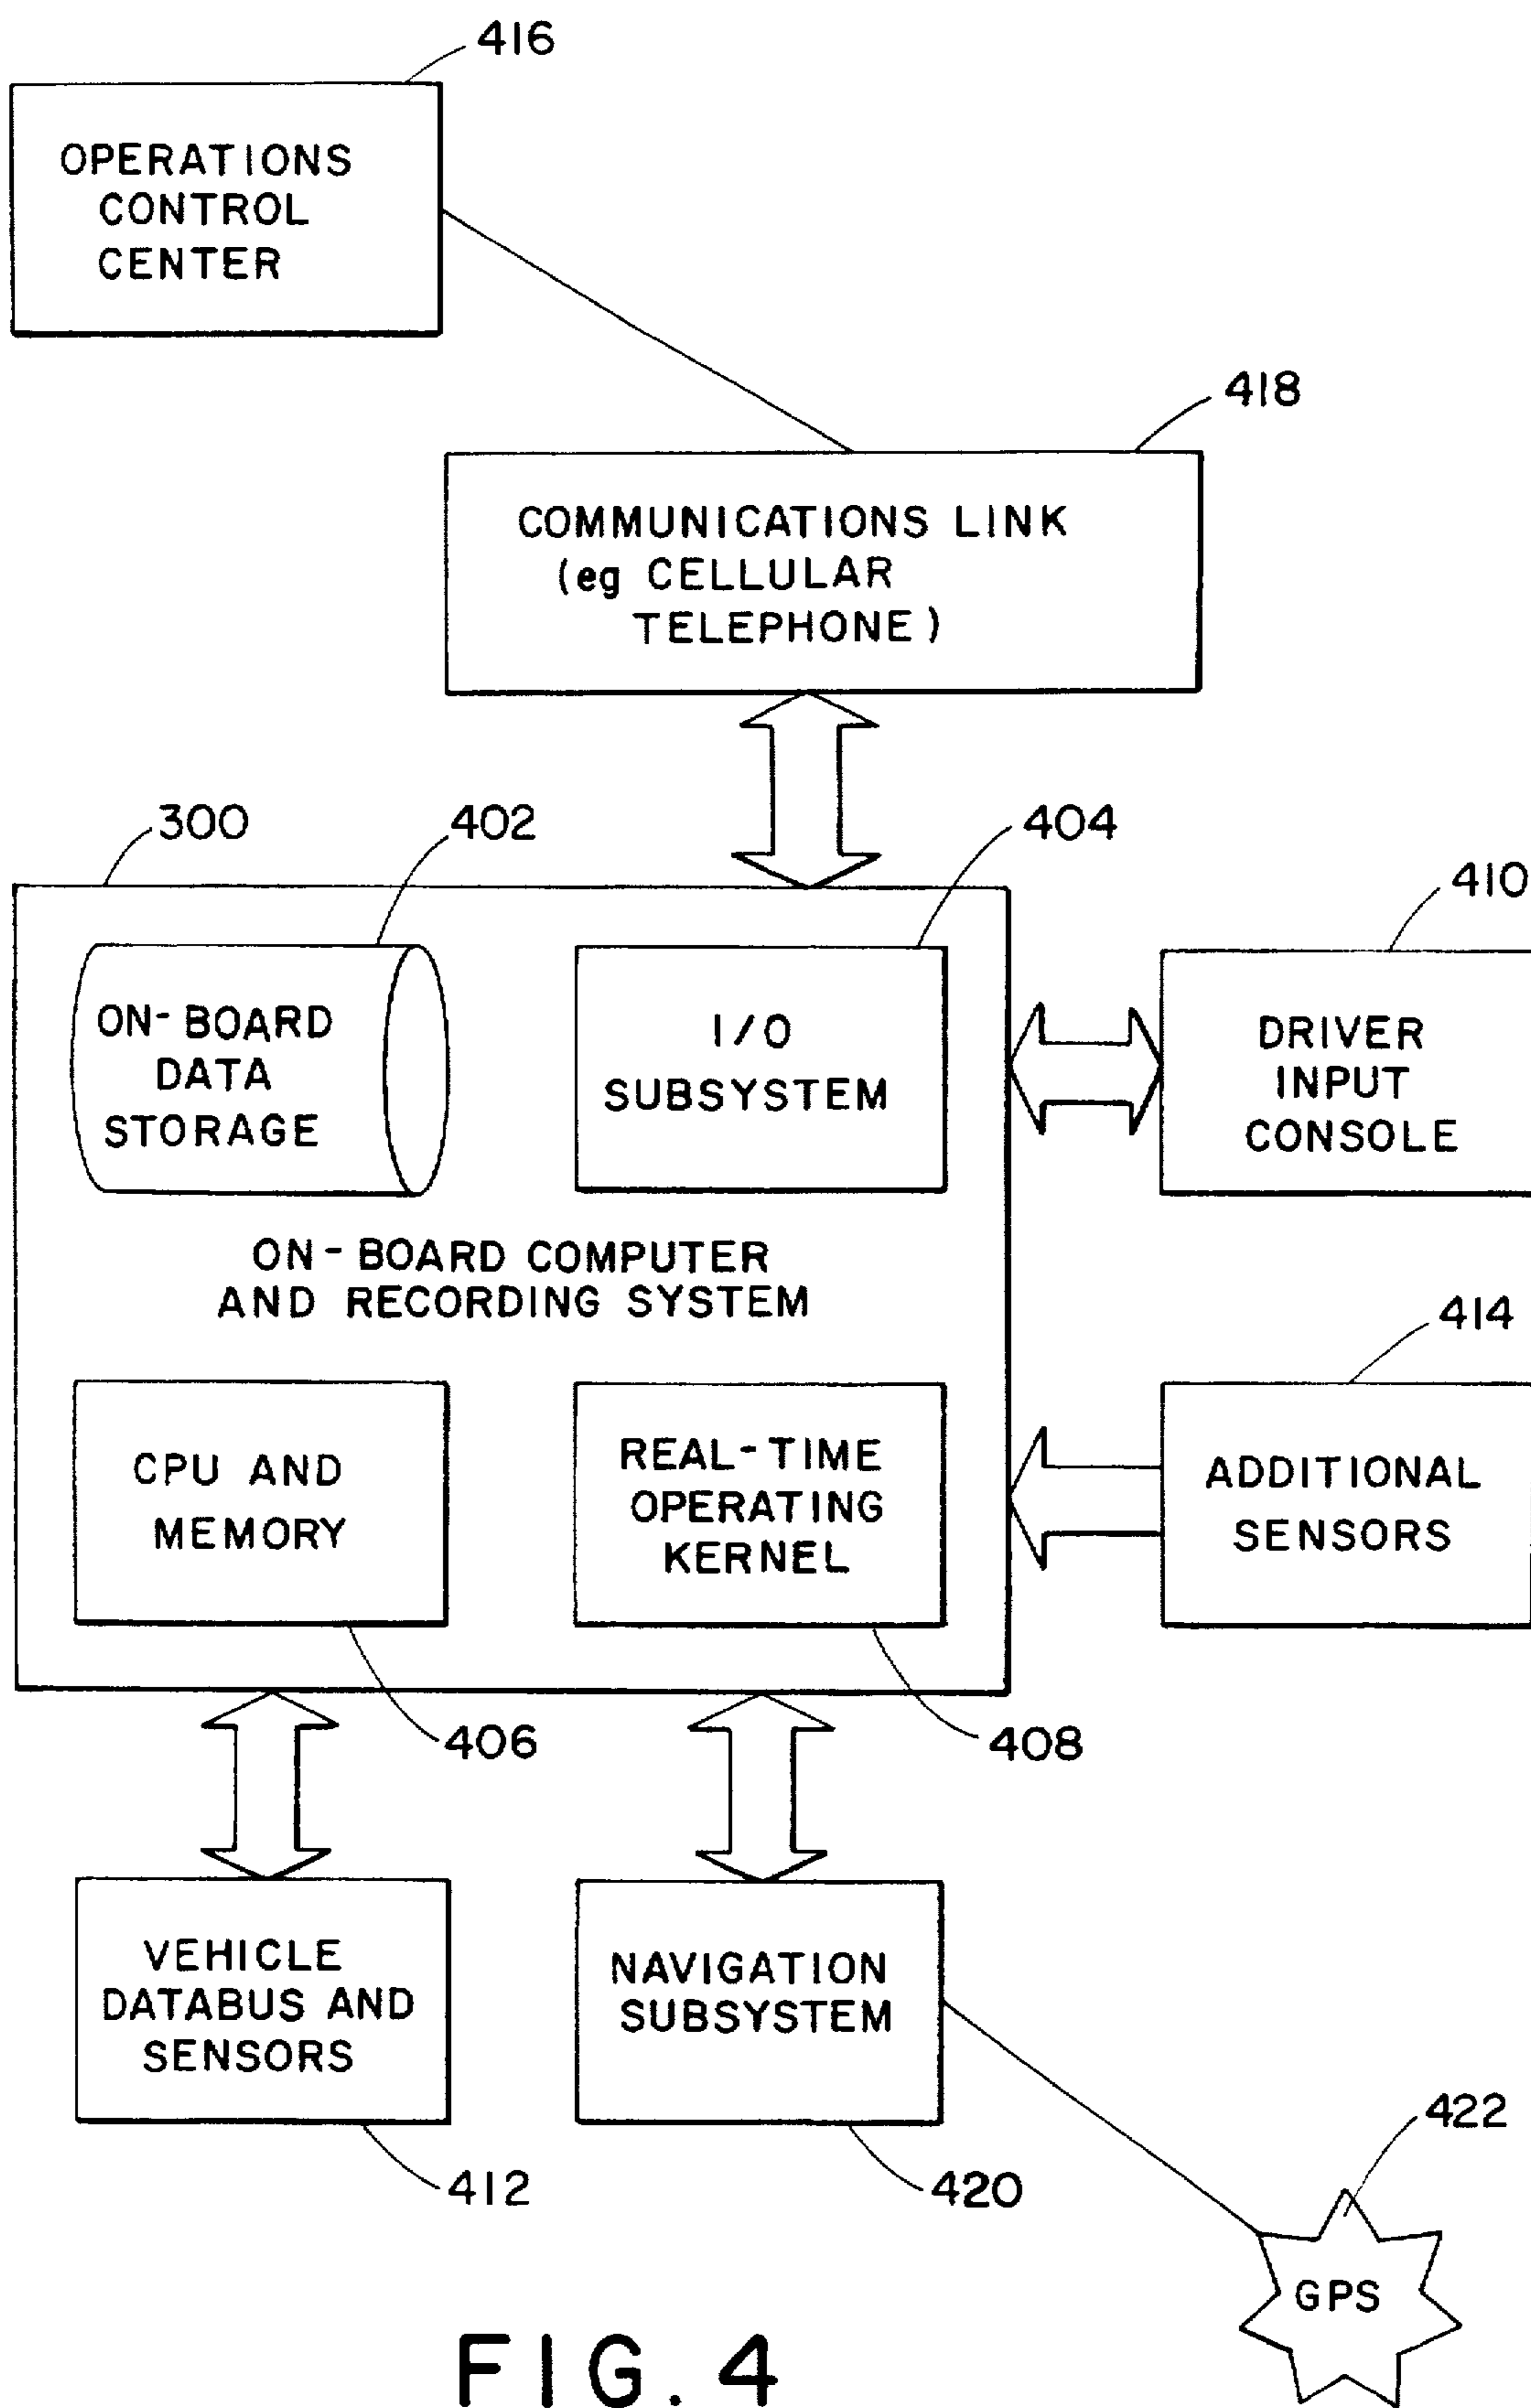 416
OPERATIONS
CONTROL
CENTER
418
COMMUNICATIONS LINK
(eg CELLULAR
TELEPHONE)
300
402
404
410
ON-BOARD
DATA
STORAGE
I/O
SUBSYSTEM
DRIVER
INPUT
CONSOLE
ON-BOARD COMPUTER
AND RECORDING SYSTEM
414
CPU AND
MEMORY
REAL-TIME
OPERATING
KERNEL
ADDITIONAL
SENSORS
406
408
VEHICLE
DATABUS AND
SENSORS
NAVIGATION
SUBSYSTEM
412
420
422
GPS
FIG. 4